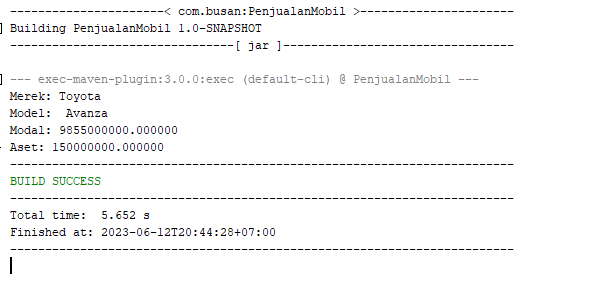 ----------------------< com.busan:PenjualanMobil >----------------------
] Building PenjualanMobil 1.0-SNAPSHOT
--------------------------------[ jar ]---------------------------------
] --- exec-maven-plugin:3.0.0:exec (default-cli) @ PenjualanMobil ---
Merek: Toyota
Model:  Avanza
Modal: 9855000000.000000
Aset: 150000000.000000
------------------------------------------------------------------------
BUILD SUCCESS
------------------------------------------------------------------------
Total time:  5.652 s
Finished at: 2023-06-12T20:44:28+07:00
------------------------------------------------------------------------